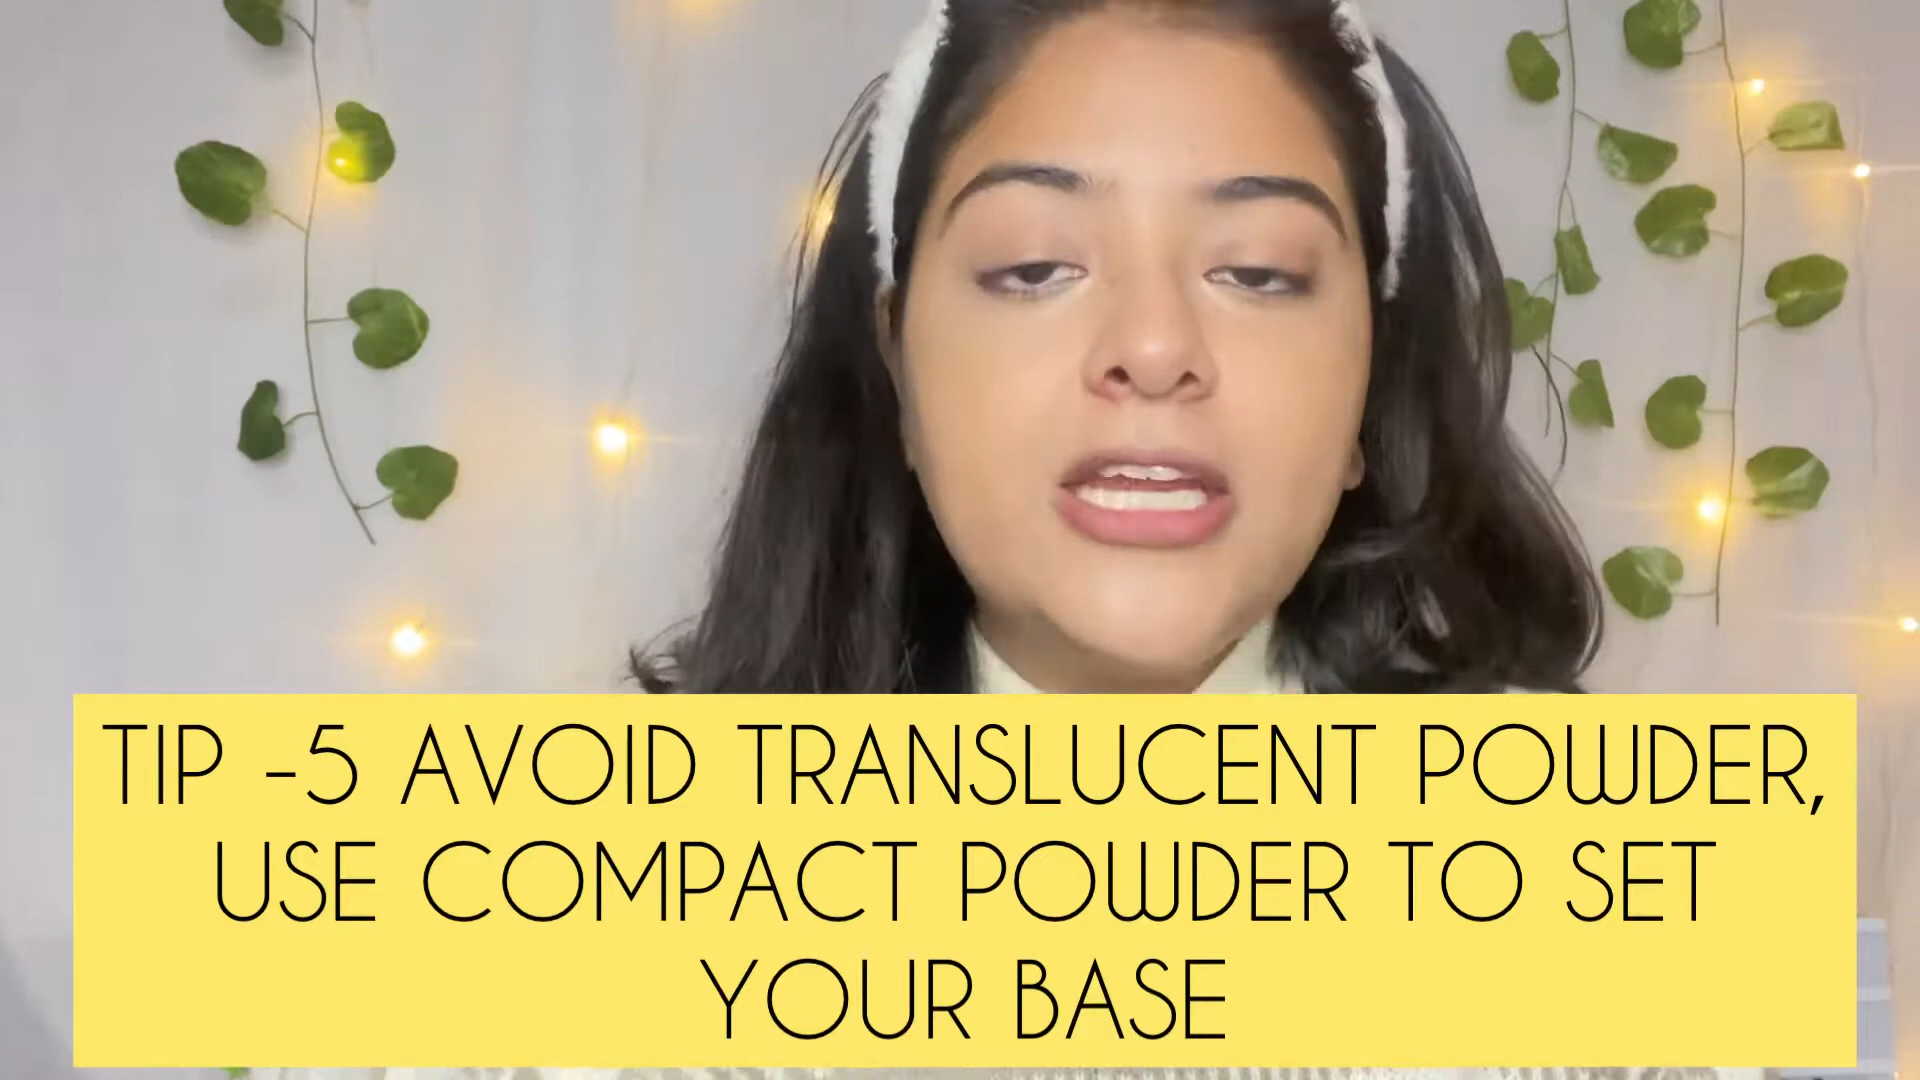 TIP -5 AVOID TRANSLUCENT POWDER,
USE COMPACT POWDER TO SET
YOUR BASE